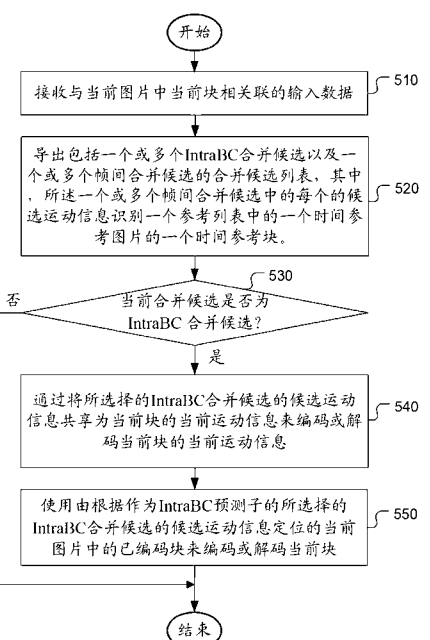 开始
接收与当前图片中当前块相关联的输入数据
510
导出包括一个或多个IntraBC合并候选以及一
个或多个帧间合并候选的合并候选列表，其中
，所述一个或多个帧间合并候选中的每个的候
选运动信息识别一个参考列表中的一个时间参
考图片的一个时间参考块。
520
530
当前合并候选是否为
IntraBC 合并候选？
否
是
通过将所选择的IntraBC合并候选的候选运动
信息共享为当前块的当前运动信息来编码或解
码当前块的当前运动信息
540
使用由根据作为IntraBC预测子的所选择的
IntraBC合并候选的候选运动信息定位的当前
图片中的已编码块来编码或解码当前块
550
结束